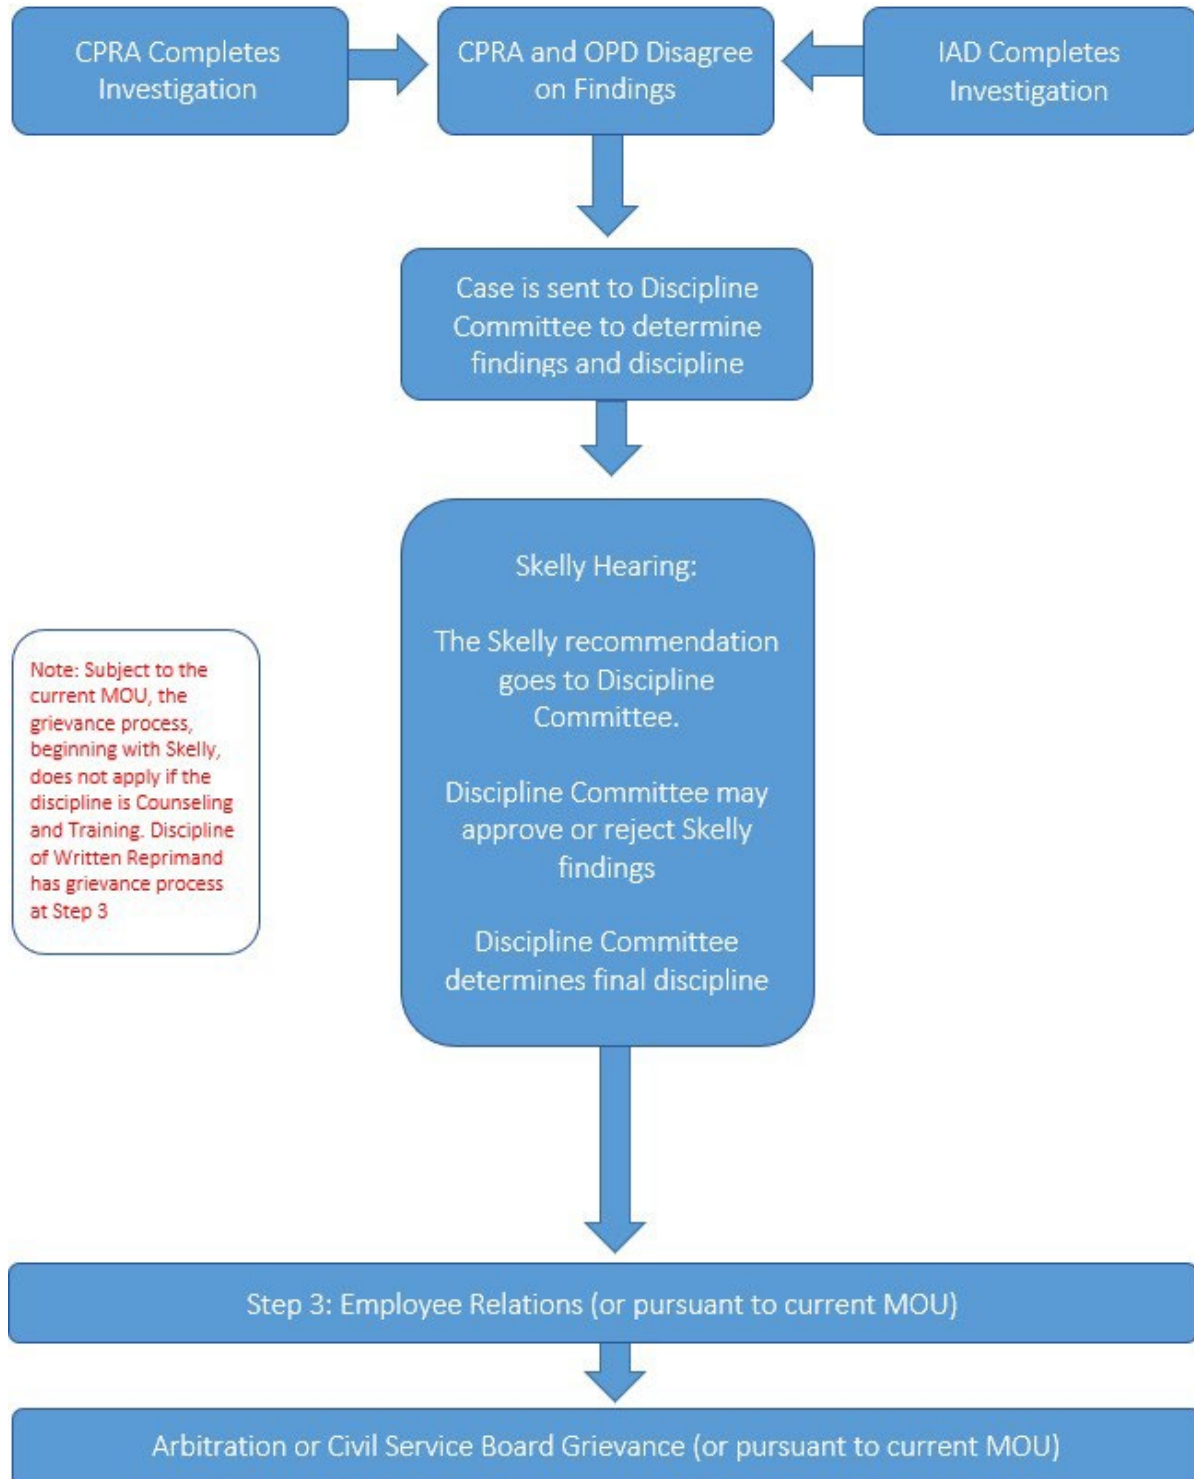 CPRA Completes
Investigation
CPRA and OPD Disagree
on Findings
IAD Completes
Investigation
Case is sent to Discipline
Committee to determine
findings and discipline
Skelly Hearing:
The Skelly recommendation
goes to Discipline
Committee.
Discipline Committee may
approve or reject Skelly
findings
Discipline Committee
determines final discipline
Note: Subject to the
current MOU, the
grievance process,
beginning with Skelly,
does not apply if the
discipline is Counseling
and Training. Discipline
of Written Reprimand
has grievance process
at Step 3
Step 3: Employee Relations (or pursuant to current MOU)
Arbitration or Civil Service Board Grievance (or pursuant to current MOU)